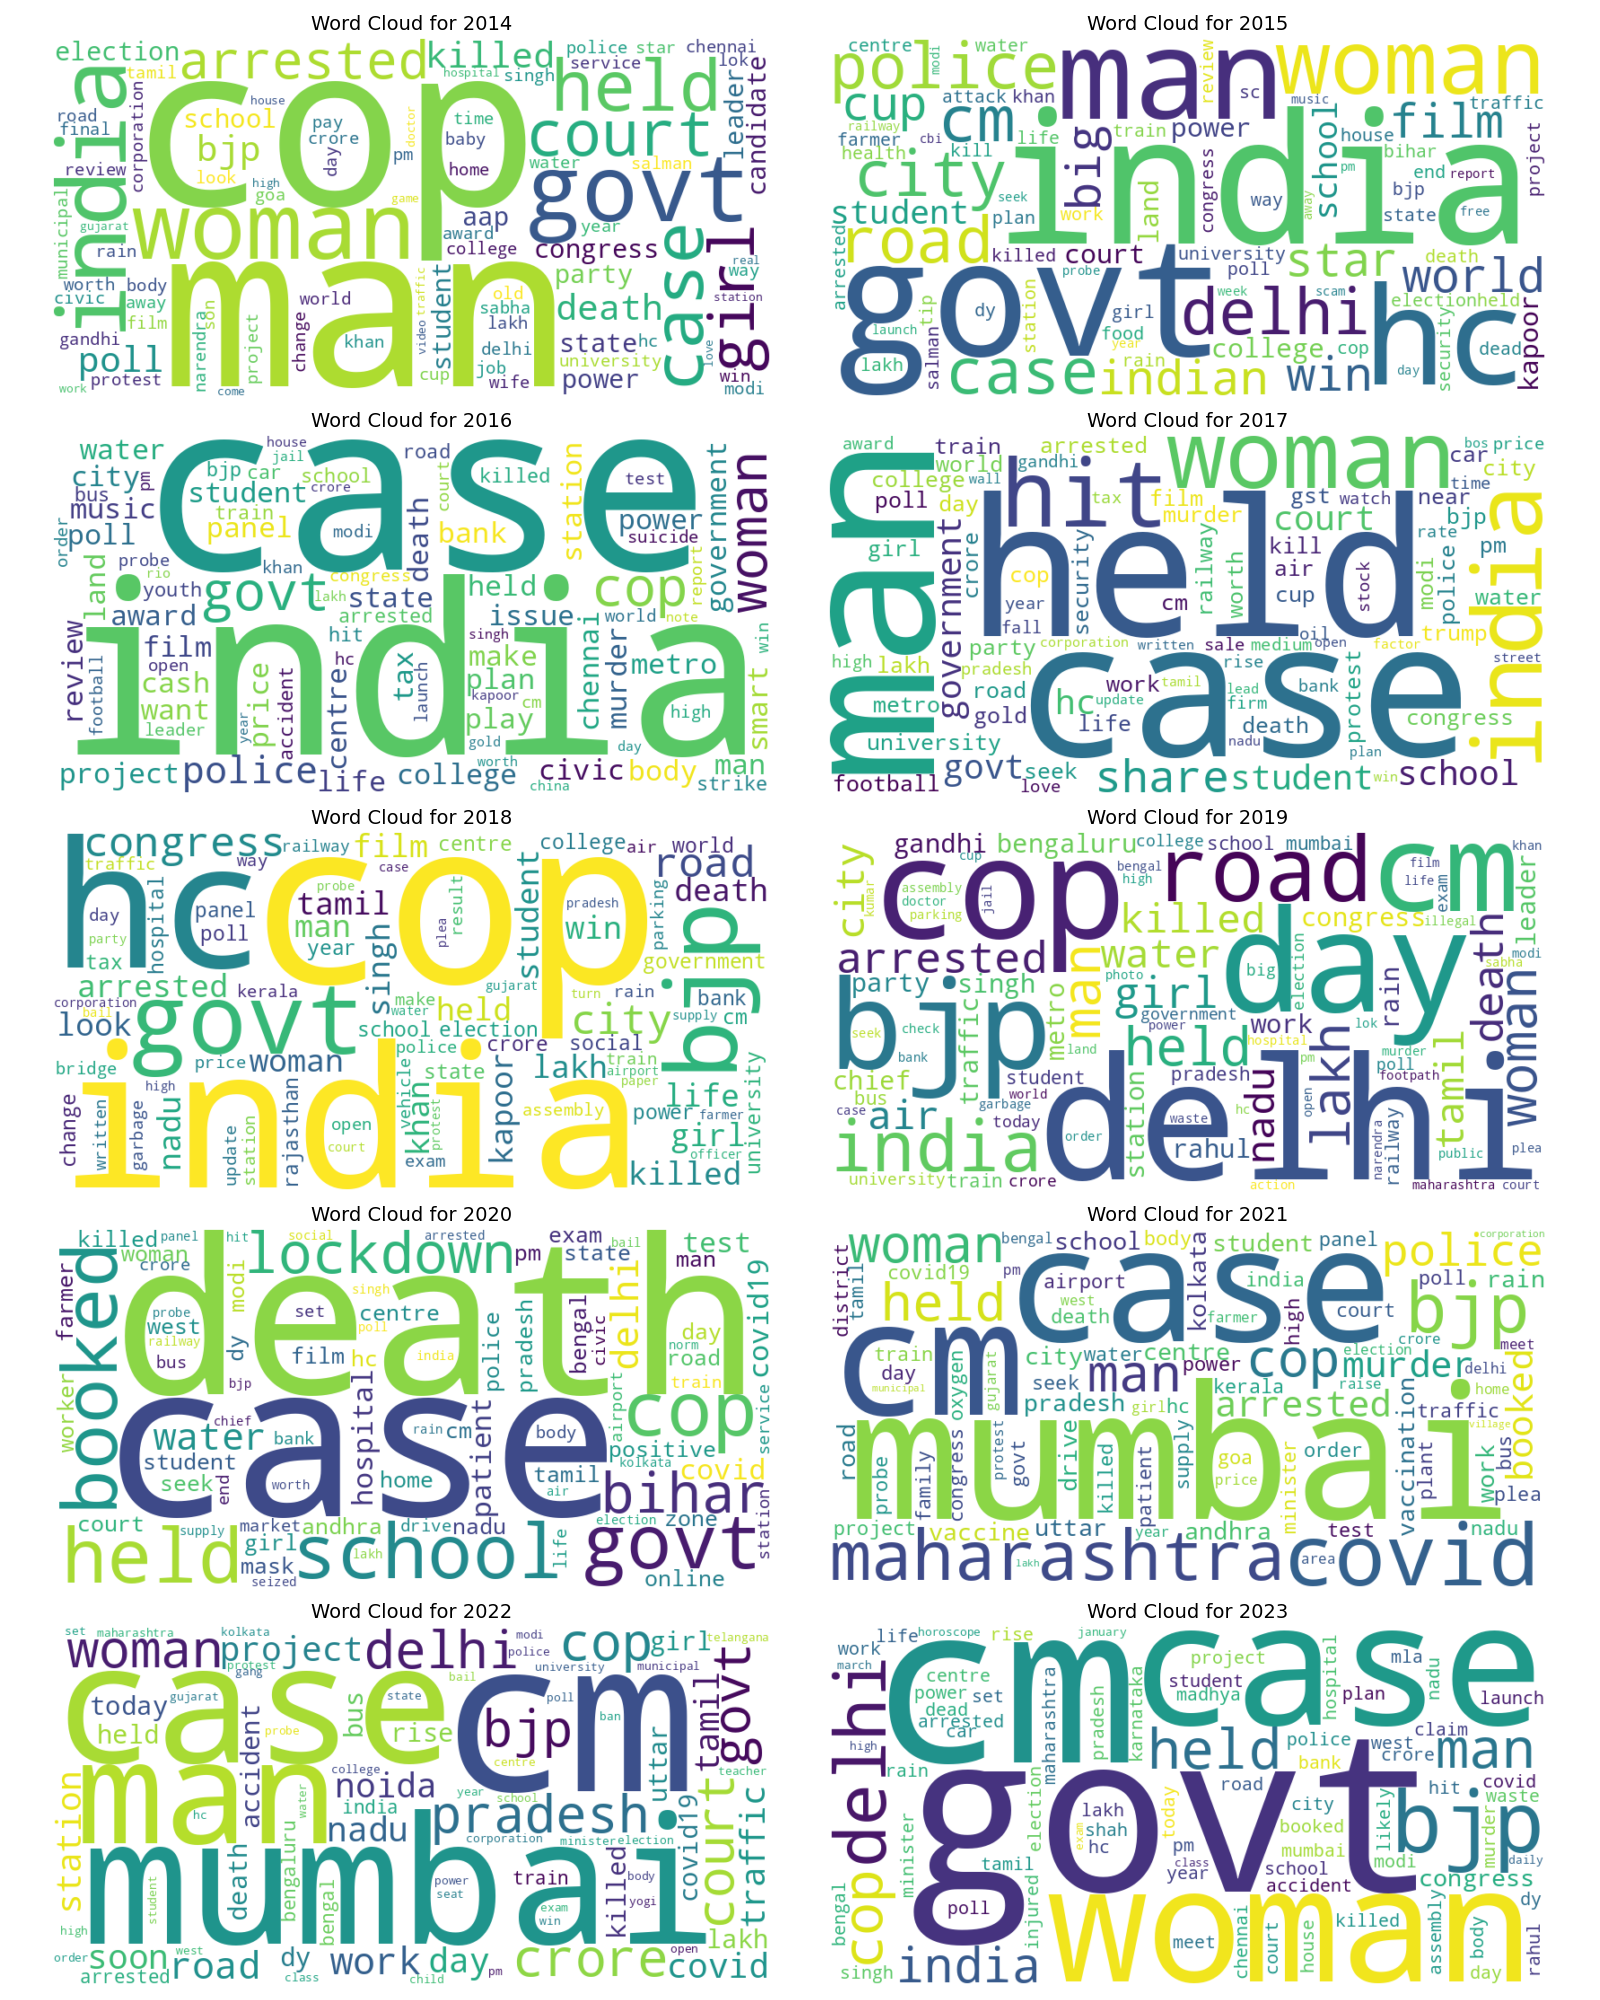 Word Cloud for 2014
election
arrested
killed
police
star
chennai
tamil
hospital
singh
service
lok
india
cop
held
leader
candidate
house
school
pay
crore
day
doctor
time
baby
home
pm
bjp
look
high
goa
game
court
water
salman
govt
road
final
review
corporation
municipal
gujarat
rain
woman
aap
award
college
congress
year
case
girl
real
way
station
love
worth
body
civic
away
film
son
man
narendra
project
change
world
khan
video
traffic
student
cup
old
sabha
lakh
delhi
job
wife
party
death
state
hc
university
power
win
modi
gandhi
poll
protest
work
come
Word Cloud for 2015
centre
modi
water
police
man
review
woman
cup
attack
khan
sc
music
traffic
railway
farmer
cbi
cm
life
big
train
power
house
film
health
kill
india
school
bihar
project
city
seek
congress
pm
end
report
student
plan
work
land
way
away
bjp
state
free
arrested
road
killed
court
university
probe
poll
star
death
world
govt
dy
station
girl
food
year
week
scam
delhi
election
held
hc
security
kapoor
launch
tip
lakh
salman
case
rain
indian
college
cop
win
day
dead
Word Cloud for 2016
water
house
jail
case
road
government
city
bus
pm
bjp
car
school
court
killed
station
test
woman
student
crore
train
music
panel
modi
death
bank
power
suicide
order
poll
probe
rio
khan
congress
report
land
youth
govt
lakh
state
held
cop
note
award
arrested
issue
world
india
review
film
hit
singh
win
football
open
hc
make
chennai
metro
cash
want
leader
year
price
accident
centre
tax
launch
plan
kapoor
cm
play
murder
high
smart
gold
day
project
police
life
college
worth
china
civic
body
man
strike
Word Cloud for 2017
award
train
arrested
woman
bos
price
man
world
gandhi
hit
car
city
college
wall
time
poll
day
tax
film
murder
gst
watch
near
held
court
rate
bjp
girl
government
crore
cop
year
fall
security
cm
railway
worth
kill
air
cup
stock
modi
police
pm
water
india
corporation
written
sale
medium
oil
open
factor
trump
street
high
lakh
party
pradesh
road
gold
metro
case
work
tamil
hc
update
life
rise
lead
firm
nadu
bank
death
plan
protest
congress
university
govt
seek
love
football
share
student
win
school
Word Cloud for 2018
congress
railway
film
centre
college
air
world
hc
traffic
way
case
cop
road
death
day
party
hospital
panel
poll
probe
tamil
man
year
plea
result
pradesh
win
student
parking
bjp
tax
singh
government
arrested
kerala
gujarat
turn
rain
corporation
bail
look
govt
make
water
held
school
election
city
bank
supply
cm
crore
social
bridge
price
woman
police
state
lakh
train
airport
paper
india
high
change
written
garbage
nadu
update
station
rajasthan
open
court
khan
vehicle
protest
exam
kapoor
assembly
life
power
farmer
girl
officer
university
killed
Word Cloud for 2019
gandhi
bengaluru
college
school
mumbai
cm
khan
city
kumar
cup
cop
bengal
high
road
film
life
exam
assembly
doctor
parking
jail
killed
congress
illegal
leader
arrested
water
day
big
election
death
sabha
modi
bjp
party
singh
man
photo
girl
rain
seek
check
bank
traffic
metro
land
government
power
work
hospital
lok
woman
held
pm
murder
poll
footpath
tamil
chief
bus
case
air
student
world
garbage
today
pradesh
nadu
lakh
open
hc
waste
india
delhi
order
station
rahul
narendra
railway
public
plea
university
train
crore
action
maharashtra
court
Word Cloud for 2020
killed
panel
hit
social
arrested
exam
bail
test
woman
crore
lockdown
pm
state
man
farmer
booked
death
modi
singh
probe
west
railway
bus
set
centre
poll
dy
film
hc
india
bjp
police
pradesh
bengal
civic
delhi
day
norm
road
train
covid19
worker
case
hospital
airport
cop
service
chief
water
bank
student
seek
end
worth
rain
cm
home
patient
body
tamil
air
positive
kolkata
covid
bihar
court
supply
market
andhra
drive
nadu
election
zone
station
held
girl
mask
seized
lakh
school
life
govt
online
Word Cloud for 2021
woman
bengal
school
body
student
panel
police
corporation
district
tamil
covid19
pm
airport
kolkata
india
poll
rain
held
case
west
death
farmer
high
court
bjp
cm
crore
meet
train
day
municipal
oxygen
gujarat
city
water
centre
man
power
cop
election
murder
delhi
seek
pradesh
girl
hc
kerala
raise
home
booked
mumbai
arrested
traffic
village
road
probe
family
congress
protest
govt
drive
killed
patient
supply
goa
price
minister
order
vaccination
plant
work
bus
plea
project
vaccine
uttar
year
andhra
test
nadu
maharashtra
lakh
covid
area
Word Cloud for 2022
set
maharashtra
kolkata
modi
police
cop
girl
telangana
woman
project
protest
gang
delhi
university
municipal
case
bail
cm
govt
today
gujarat
held
state
bus
rise
bjp
poll
ban
tamil
probe
accident
centre
uttar
station
man
college
noida
year
school
teacher
hc
water
india
nadu
pradesh
court
traffic
corporation
minister
election
covid19
mumbai
death
bengaluru
bengal
student
power
seat
train
exam
win
killed
body
yogi
high
lakh
order
soon
west
arrested
road
class
dy
work
child
day
pm
crore
open
covid
Word Cloud for 2023
life
horoscope
rise
january
work
march
cm
case
delhi
centre
power
set
dead
arrested
car
maharashtra
pradesh
karnataka
project
student
madhya
hospital
plan
mla
nadu
launch
high
rain
held
police
bank
west
crore
claim
man
govt
road
hit
covid
waste
minister
election
injured
lakh
shah
hc
exam
today
city
booked
mumbai
likely
bjp
murder
tamil
pm
class
year
school
accident
modi
daily
congress
bengal
cop
poll
woman
meet
chennai
court
house
killed
assembly
body
dy
day
rahul
singh
india